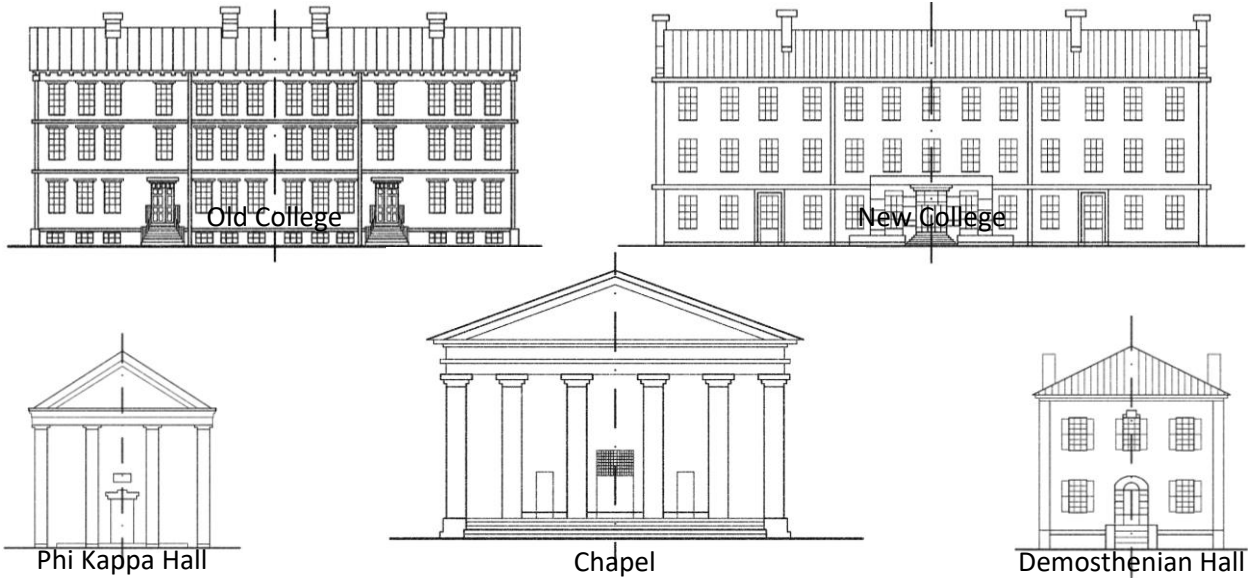 Old College
New College
Phi Kappa Hall
Chapel
Demosthenian Hall